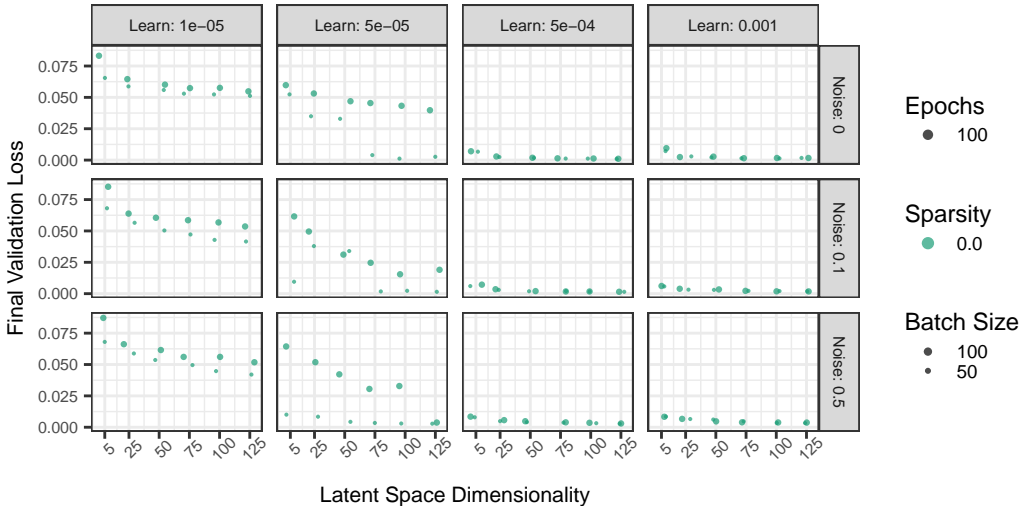 Learn: 1e−05
Learn: 5e−05
Learn: 5e−04
Learn: 0.001
0.075
0.050
0.025
0.000
Noise: 0
0.075
0.050
0.025
0.000
Noise: 0.1
0.075
0.050
0.025
0.000
Noise: 0.5
Final Validation Loss
5 25 50 75 100 125
5 25 50 75 100 125
5 25 50 75 100 125
5 25 50 75 100 125
Latent Space Dimensionality
Epochs
100
Sparsity
0.0
Batch Size
100
50